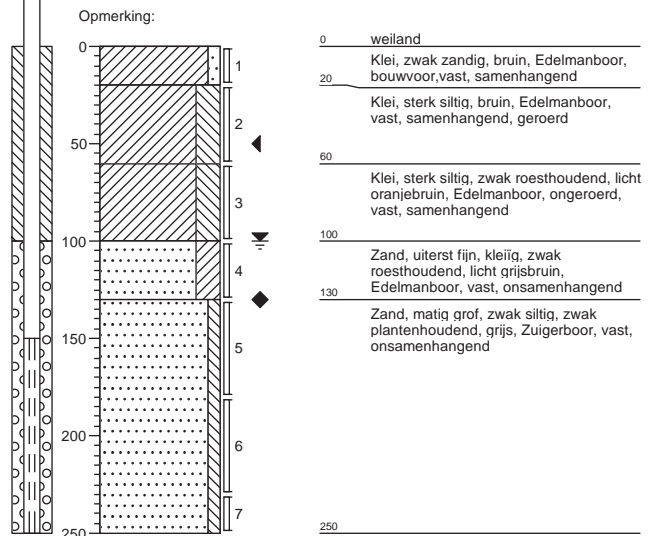 Opmerking:
0
50
100
150
200
250
1
2
3
4
5
6
7
0 weiland
Klei, zwak zandig, bruin, Edelmanboor,
bouwvoor,vast, samenhangend
20
Klei, sterk siltig, bruin, Edelmanboor,
vast, samenhangend, geroerd
60
Klei, sterk siltig, zwak roesthoudend, licht
oranjebruin, Edelmanboor, ongeroerd,
vast, samenhangend
100
Zand, uiterst fijn, kleiïg, zwak
roesthoudend, licht grijsbruin,
Edelmanboor, vast, onsamenhangend
130
Zand, matig grof, zwak siltig, zwak
plantenhoudend, grijs, Zuigerboor, vast,
onsamenhangend
250